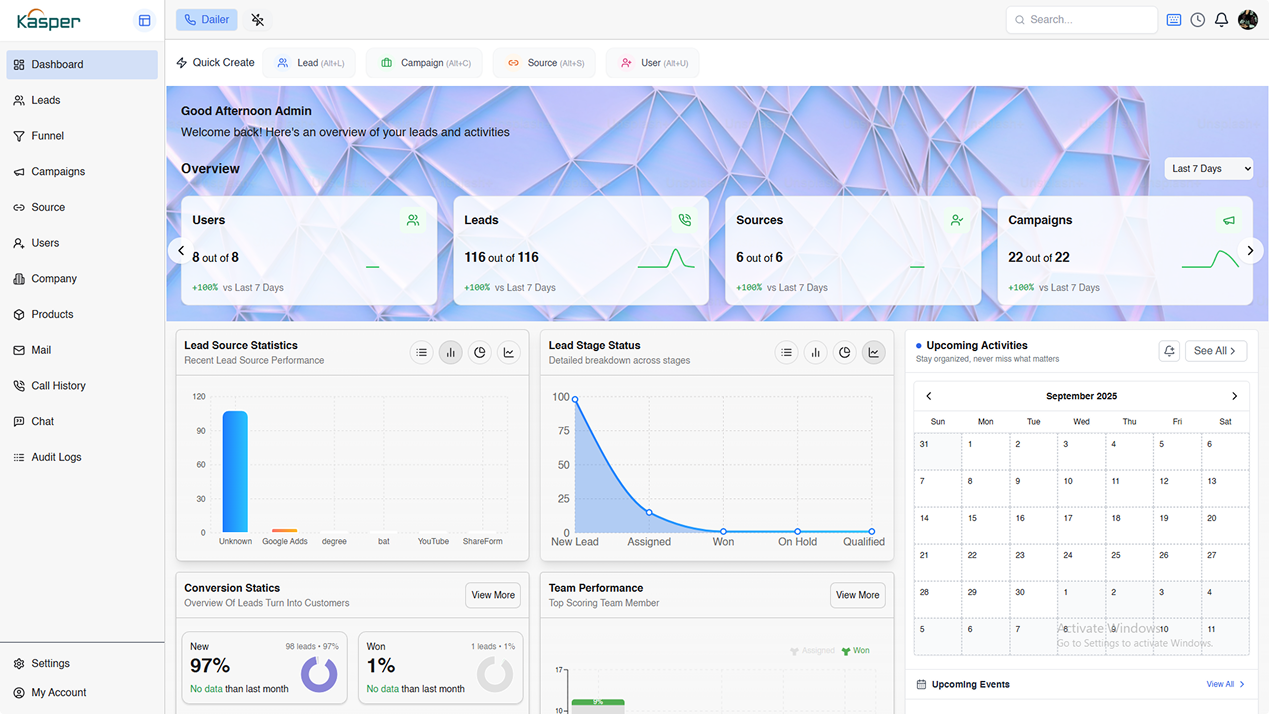 Kasper
Dailer
Search...
Dashboard
Leads
Funnel
Campaigns
Source
Users
Company
Products
Mail
Call History
Chat
Audit Logs
Settings
My Account
Quick Create
Lead (Alt+L)
Campaign (Alt+C)
Source (Alt+S)
User (Alt+U)
Good Afternoon Admin
Welcome back! Here's an overview of your leads and activities
Overview
Last 7 Days
Users
8 out of 8
+100% vs Last 7 Days
Leads
116 out of 116
+100% vs Last 7 Days
Sources
6 out of 6
+100% vs Last 7 Days
Campaigns
22 out of 22
+100% vs Last 7 Days
Lead Source Statistics
Recent Lead Source Performance
120
90
60
30
0
Unknown Google Adds degree bat YouTube ShareForm
Lead Stage Status
Detailed breakdown across stages
100
75
50
25
0
New Lead Assigned Won On Hold Qualified
Upcoming Activities
Stay organized, never miss what matters
See All
September 2025
Sun Mon Tue Wed Thu Fri Sat
31 1 2 3 4 5 6
7 8 9 10 11 12 13
14 15 16 17 18 19 20
21 22 23 24 25 26 27
28 29 30 1 2 3 4
5 6 7 8 9 10 11
Activate Windows
Go to Settings to activate Windows.
Upcoming Events
View All
Conversion Statics
Overview Of Leads Turn Into Customers
View More
New
98 leads • 97%
97%
No data than last month
Won
1 leads • 1%
1%
No data than last month
Team Performance
Top Scoring Team Member
View More
Assigned Won
17
10
9%